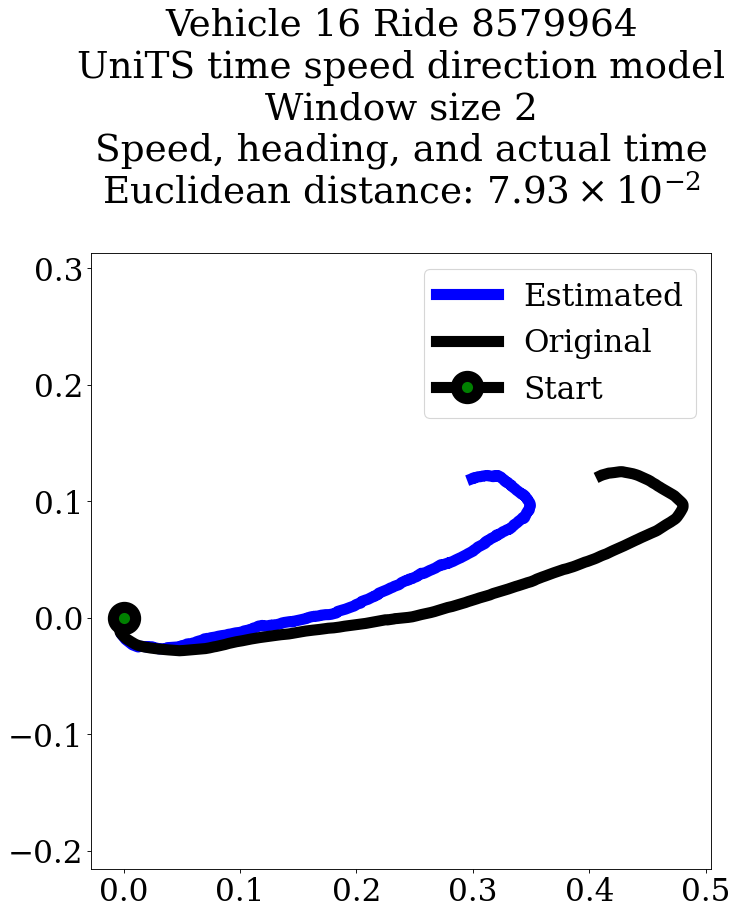 Vehicle 16 Ride 8579964
UniTS time speed direction model
Window size 2
Speed, heading, and actual time
Euclidean distance: 7.93 × 10⁻²
0.3
Estimated
Original
Start
0.2
0.1
0.0
−0.1
−0.2
0.0 0.1 0.2 0.3 0.4 0.5